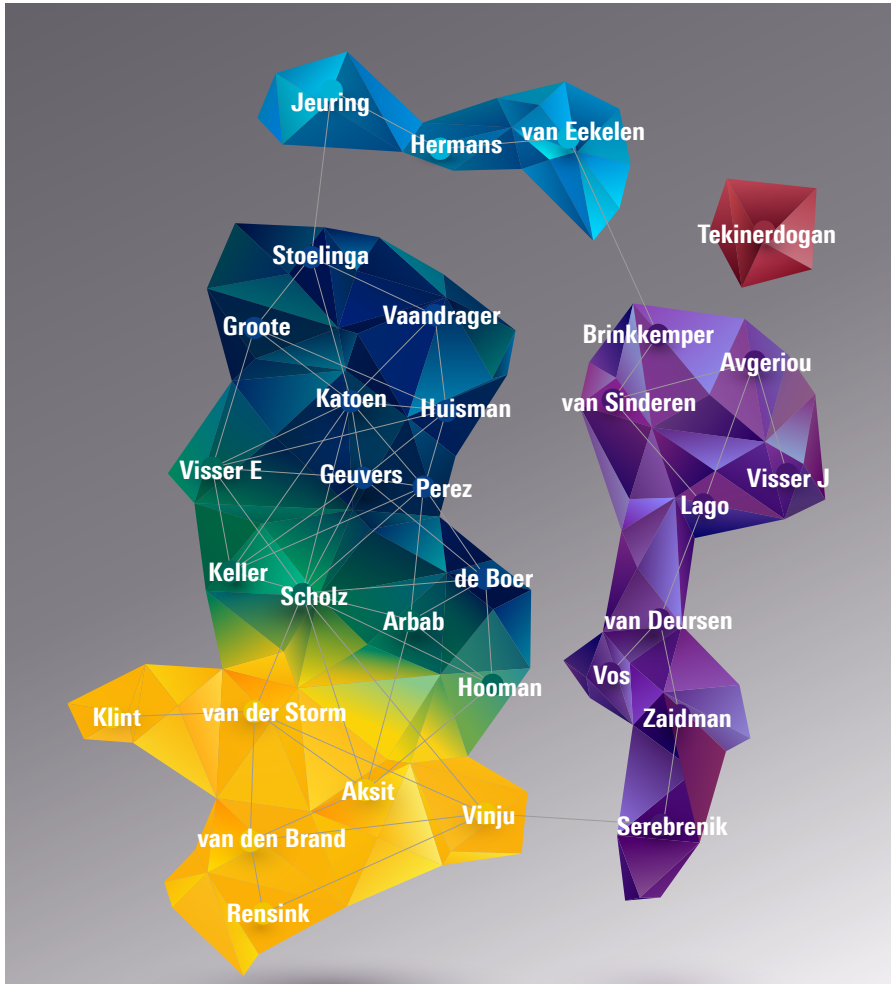 Jeuring
Hermans
van Eekelen
Tekinerdogan
Stoelinga
Groote
Vaandrager
Brinkkemper
Avgeriou
Katoen
Huisman
van Sinderen
Visser E
Geuvers
Perez
Visser J
Lago
Keller
Scholz
de Boer
Arbab
van Deursen
Vos
Hooman
Klint
van der Storm
Zaidman
Aksit
Vinju
van den Brand
Serebrenik
Rensink